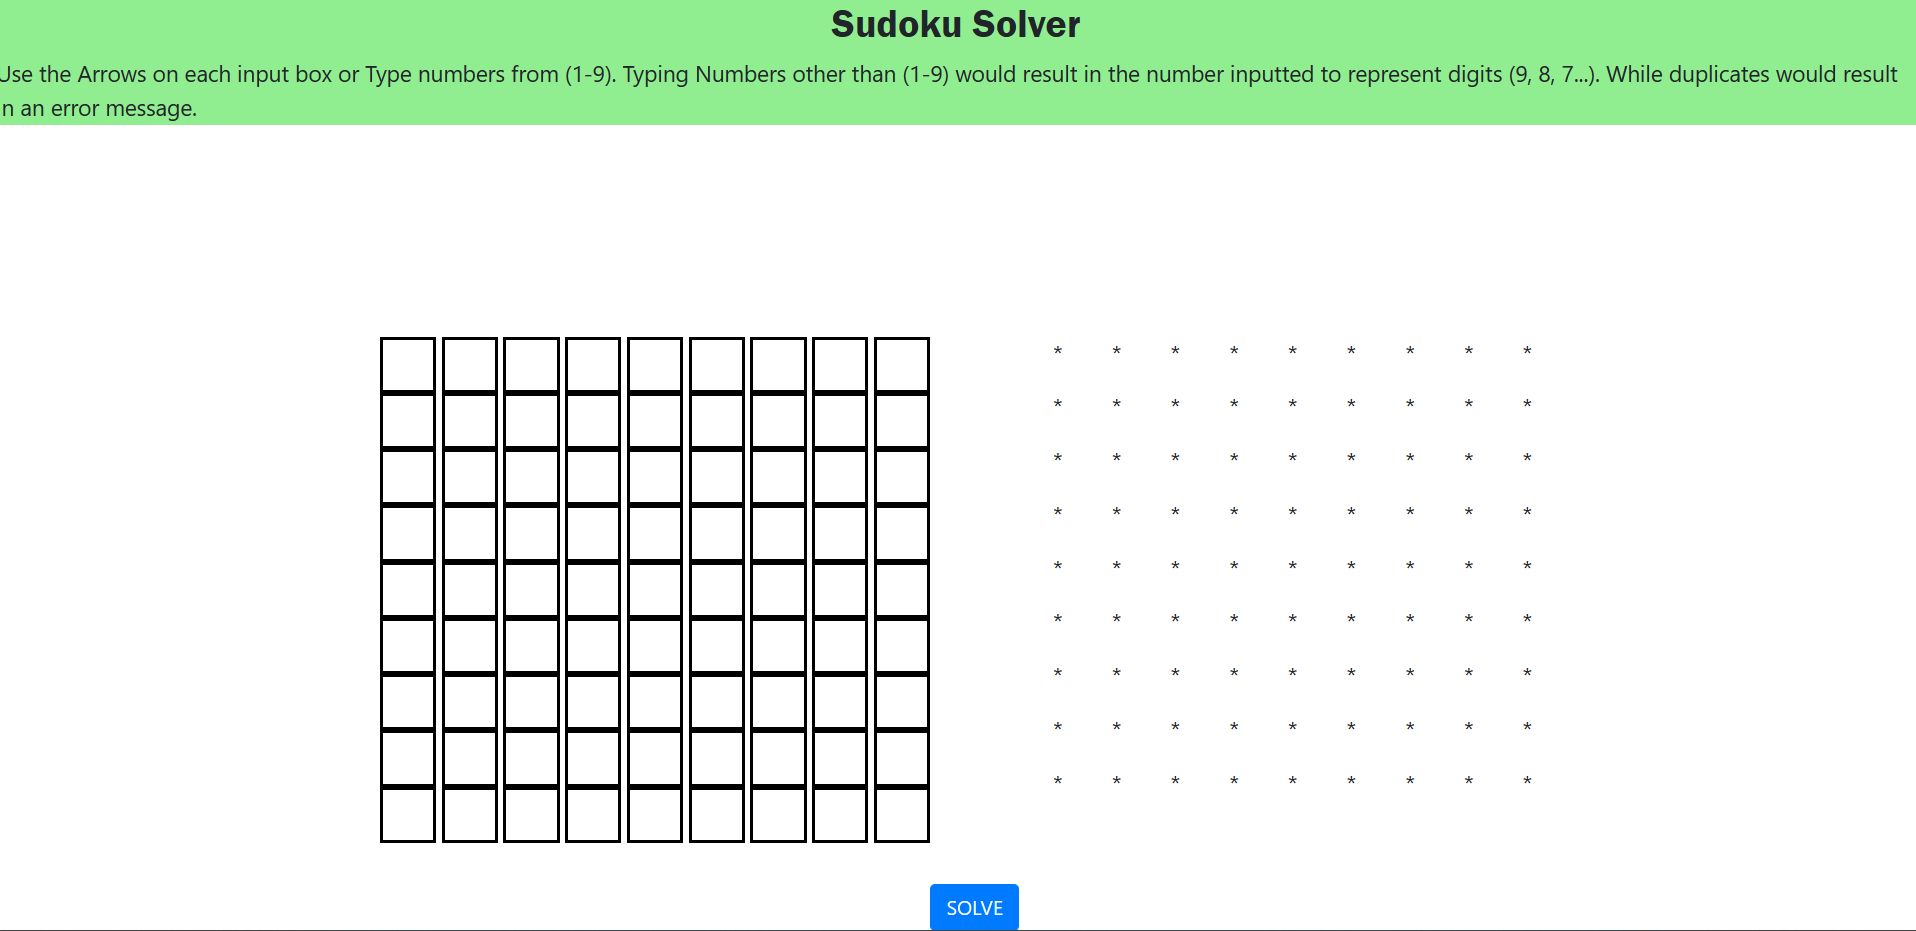 Sudoku Solver
Use the Arrows on each input box or Type numbers from (1-9). Typing Numbers other than (1-9) would result in the number inputted to represent digits (9, 8, 7...). While duplicates would result
in an error message.
* * * * * * * * *
* * * * * * * * *
* * * * * * * * *
* * * * * * * * *
* * * * * * * * *
* * * * * * * * *
* * * * * * * * *
* * * * * * * * *
* * * * * * * * *
SOLVE